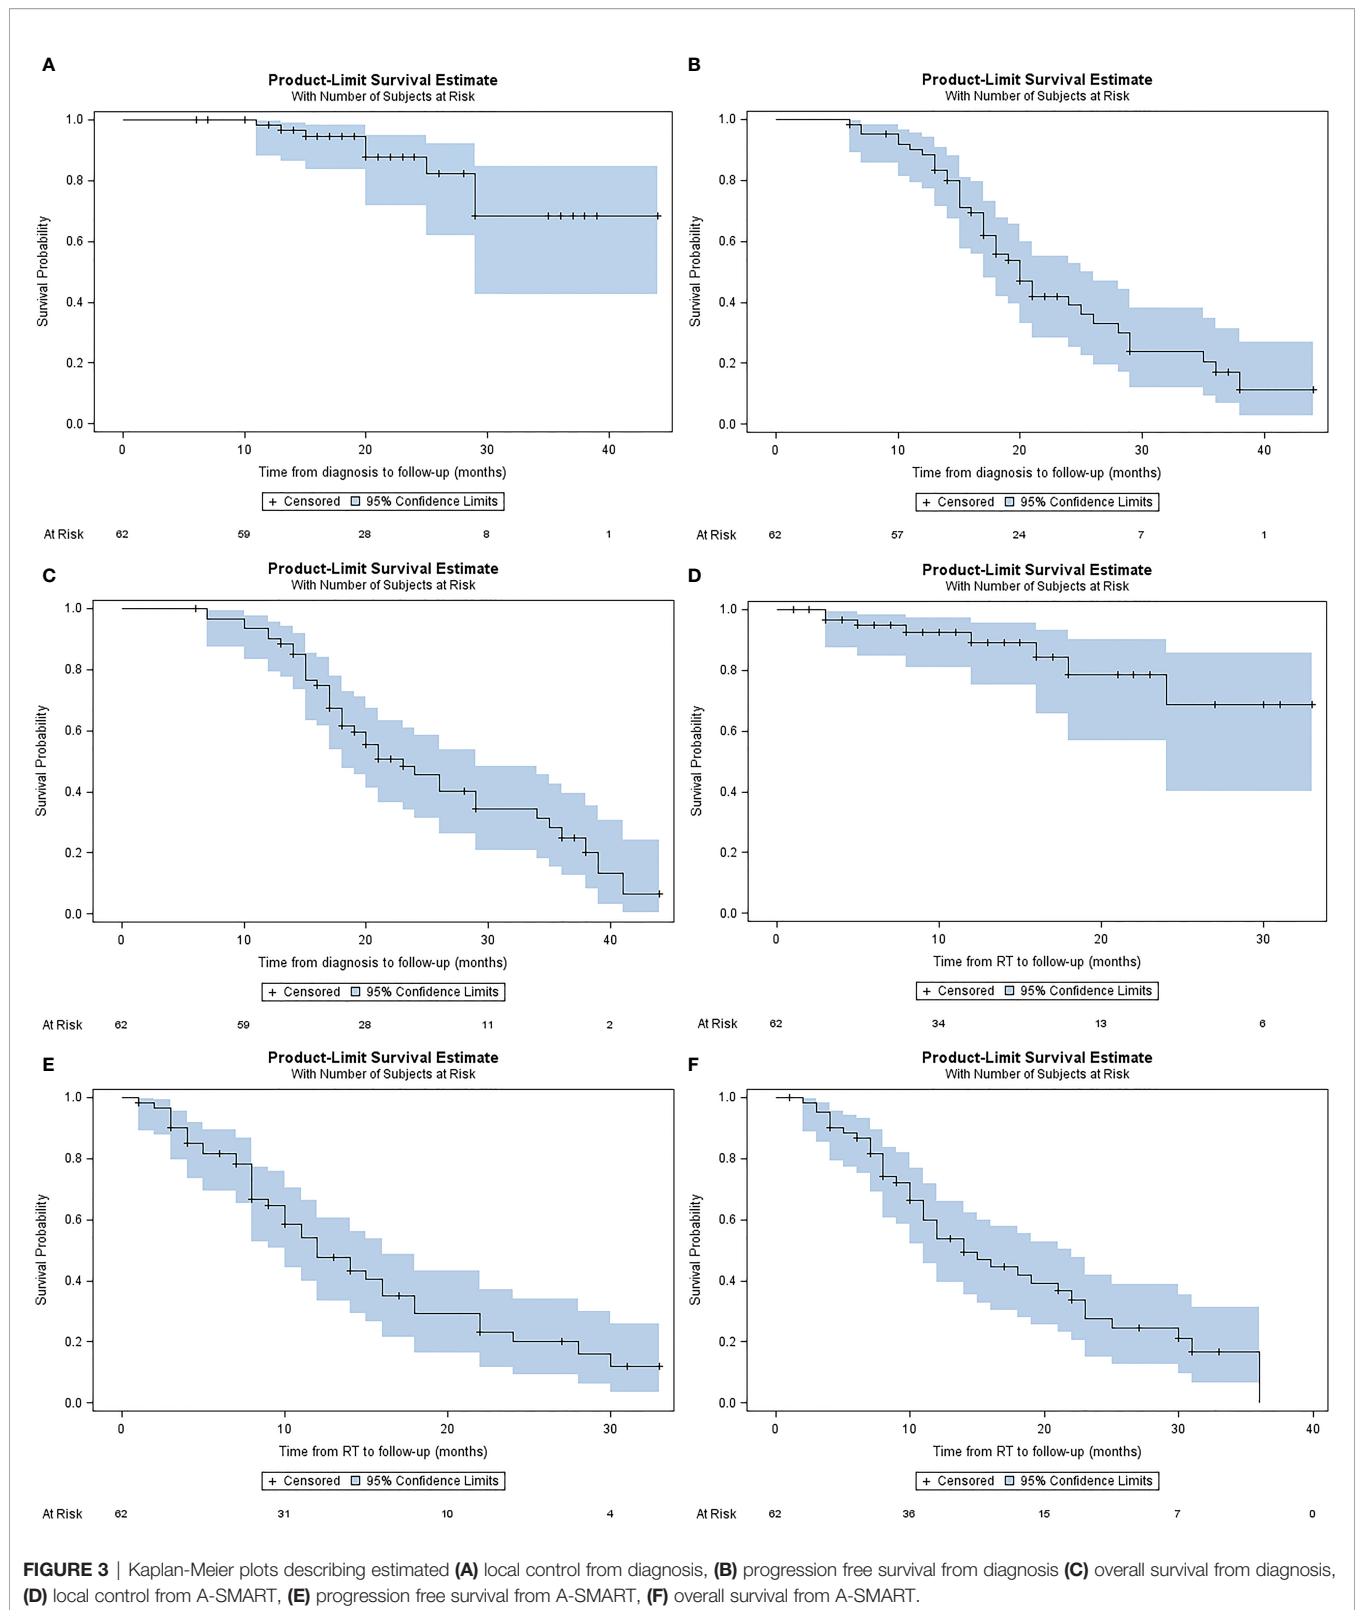 A
Product-Limit Survival Estimate
With Number of Subjects at Risk
1.0
0.8
0.6
0.4
0.2
0.0
Survival Probability
0 10 20 30 40
Time from diagnosis to follow-up (months)
+ Censored 95% Confidence Limits
At Risk 62 59 28 8 1
B
Product-Limit Survival Estimate
With Number of Subjects at Risk
1.0
0.8
0.6
0.4
0.2
0.0
Survival Probability
0 10 20 30 40
Time from diagnosis to follow-up (months)
+ Censored 95% Confidence Limits
At Risk 62 57 24 7 1
C
Product-Limit Survival Estimate
With Number of Subjects at Risk
1.0
0.8
0.6
0.4
0.2
0.0
Survival Probability
0 10 20 30 40
Time from diagnosis to follow-up (months)
+ Censored 95% Confidence Limits
At Risk 62 59 28 11 2
D
Product-Limit Survival Estimate
With Number of Subjects at Risk
1.0
0.8
0.6
0.4
0.2
0.0
Survival Probability
0 10 20 30
Time from RT to follow-up (months)
+ Censored 95% Confidence Limits
At Risk 62 34 13 6
E
Product-Limit Survival Estimate
With Number of Subjects at Risk
1.0
0.8
0.6
0.4
0.2
0.0
Survival Probability
0 10 20 30
Time from RT to follow-up (months)
+ Censored 95% Confidence Limits
At Risk 62 31 10 4
F
Product-Limit Survival Estimate
With Number of Subjects at Risk
1.0
0.8
0.6
0.4
0.2
0.0
Survival Probability
0 10 20 30 40
Time from RT to follow-up (months)
+ Censored 95% Confidence Limits
At Risk 62 36 15 7 0
FIGURE 3 | Kaplan-Meier plots describing estimated (A) local control from diagnosis, (B) progression free survival from diagnosis (C) overall survival from diagnosis,
(D) local control from A-SMART, (E) progression free survival from A-SMART, (F) overall survival from A-SMART.